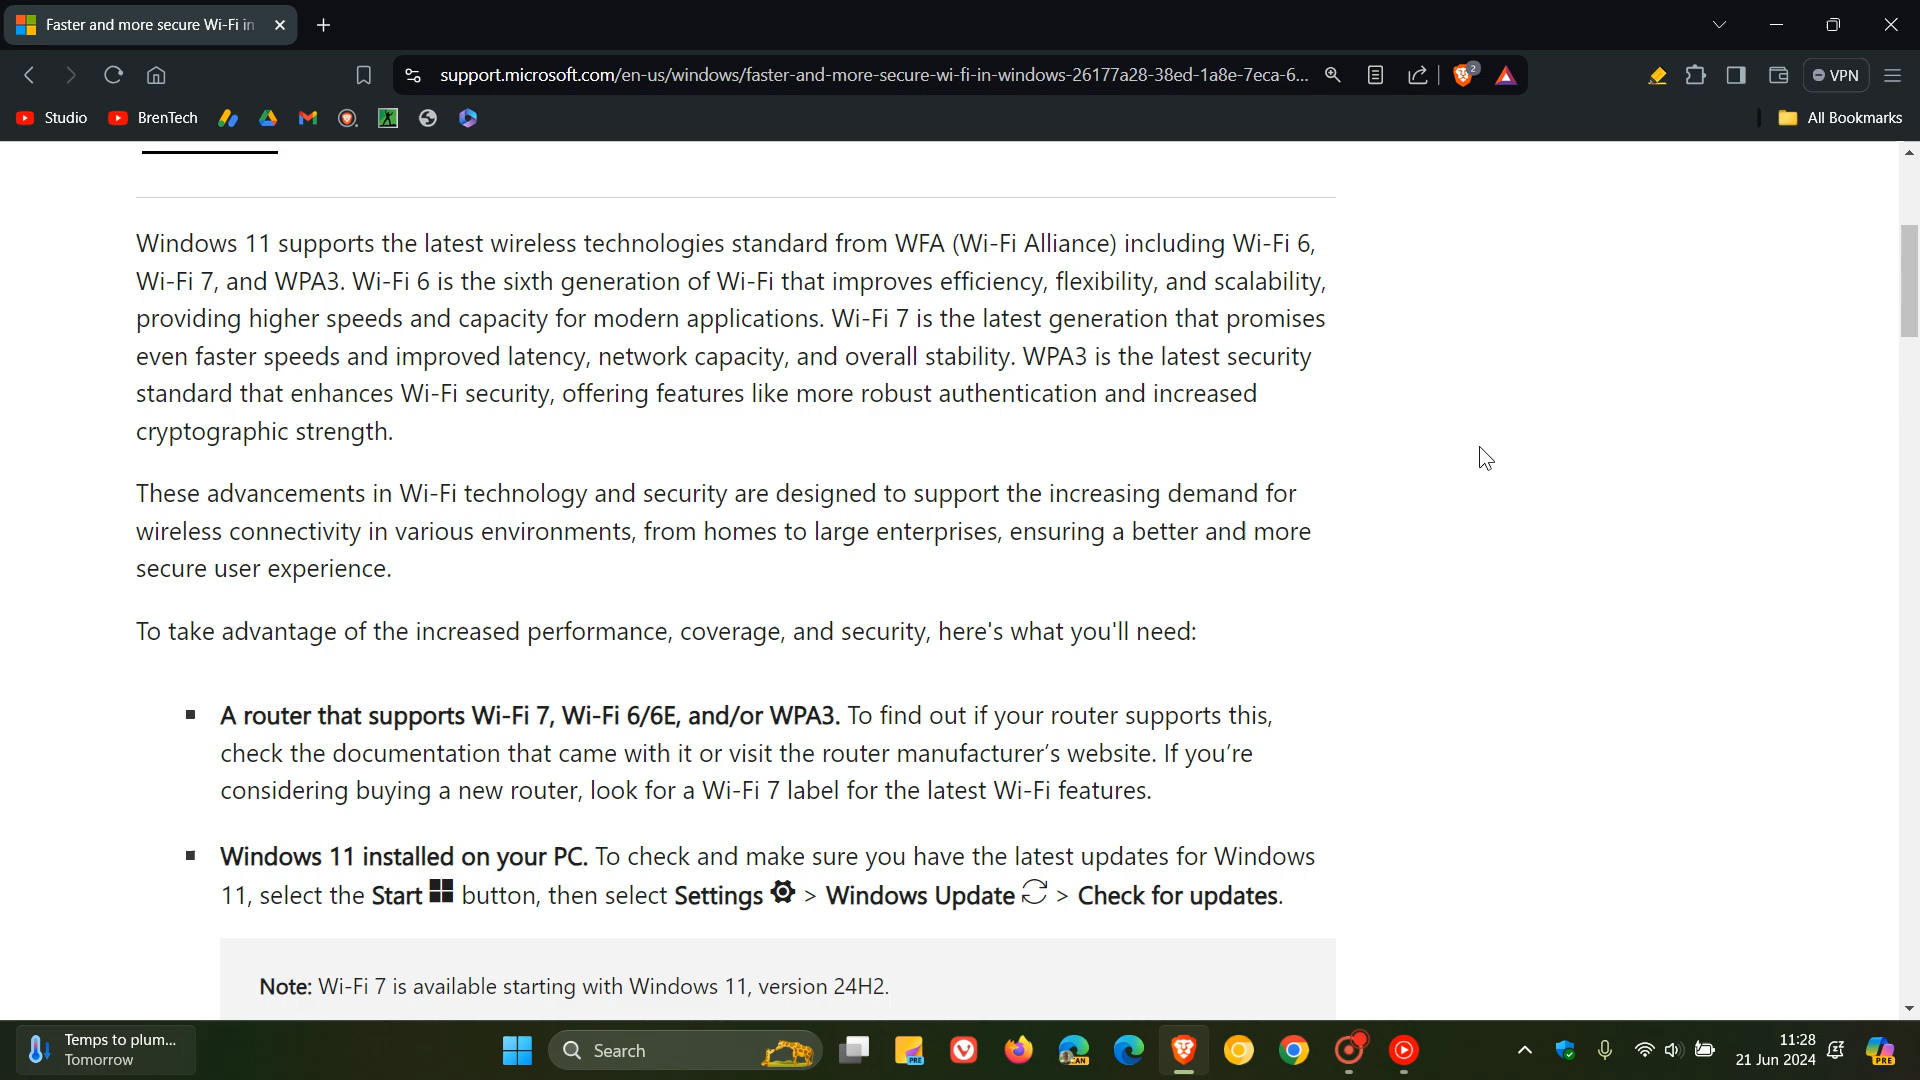 Faster and more secure Wi-Fi in
support.microsoft.com/en-us/windows/faster-and-more-secure-wi-fi-in-windows-26177a28-38ed-1a8e-7eca-6...
2
VPN
Studio
BrenTech
All Bookmarks
Windows 11 supports the latest wireless technologies standard from WFA (Wi-Fi Alliance) including Wi-Fi 6,
Wi-Fi 7, and WPA3. Wi-Fi 6 is the sixth generation of Wi-Fi that improves efficiency, flexibility, and scalability,
providing higher speeds and capacity for modern applications. Wi-Fi 7 is the latest generation that promises
even faster speeds and improved latency, network capacity, and overall stability. WPA3 is the latest security
standard that enhances Wi-Fi security, offering features like more robust authentication and increased
cryptographic strength.
These advancements in Wi-Fi technology and security are designed to support the increasing demand for
wireless connectivity in various environments, from homes to large enterprises, ensuring a better and more
secure user experience.
To take advantage of the increased performance, coverage, and security, here's what you'll need:
A router that supports Wi-Fi 7, Wi-Fi 6/6E, and/or WPA3. To find out if your router supports this,
check the documentation that came with it or visit the router manufacturer’s website. If you’re
considering buying a new router, look for a Wi-Fi 7 label for the latest Wi-Fi features.
Windows 11 installed on your PC. To check and make sure you have the latest updates for Windows
11, select the Start button, then select Settings > Windows Update > Check for updates.
Note: Wi-Fi 7 is available starting with Windows 11, version 24H2.
Temps to plum...
Tomorrow
Search
PRE
CAN
11:28
21 Jun 2024
PRE